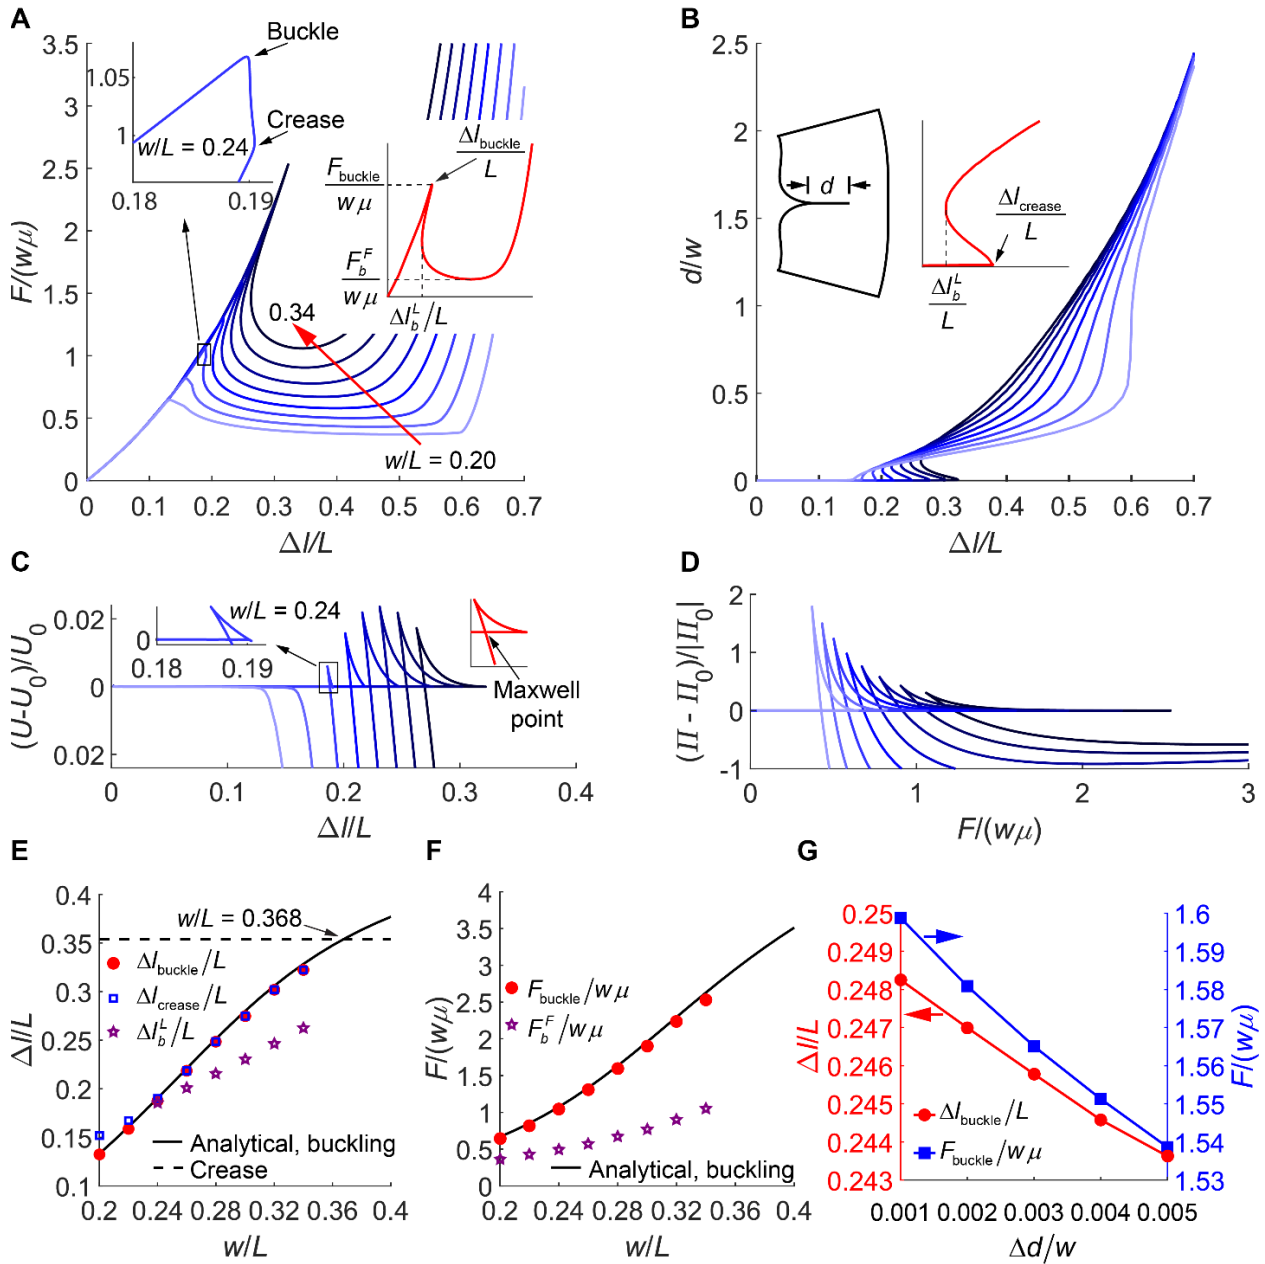 A
Buckle
Crease
1.05
1
w/L = 0.24
0.18
0.19
F/(wμ)
3.5
3
2.5
2
1.5
1
0.5
0
F_buckle
wμ
F_b^F
wμ
Δl_buckle
L
Δl_b^L/L
0.34
w/L = 0.20
0 0.1 0.2 0.3 0.4 0.5 0.6 0.7
Δl/L
B
d/w
2.5
2
1.5
1
0.5
0
d
Δl_crease
L
Δl_b^L
L
0 0.1 0.2 0.3 0.4 0.5 0.6 0.7
Δl/L
C
(U-U_0)/U_0
0.02
0
0.02
w/L = 0.24
0
0.18 0.19
Maxwell
point
0 0.1 0.2 0.3 0.4
Δl/L
D
(Π - Π_0)/|Π_0|
2
1
0
-1
0 1 2 3
F/(wμ)
E
Δl/L
0.4
0.35
0.3
0.25
0.2
0.15
0.1
w/L = 0.368
Δl_buckle/L
Δl_crease/L
Δl_b^L/L
Analytical, buckling
Crease
0.2 0.24 0.28 0.32 0.36 0.4
w/L
F
F/(wμ)
4
3.5
3
2.5
2
1.5
1
0.5
0
F_buckle/wμ
F_b^F/wμ
Analytical, buckling
0.2 0.24 0.28 0.32 0.36 0.4
w/L
G
Δl/L
0.25
0.249
0.248
0.247
0.246
0.245
0.244
0.243
F/(wμ)
1.6
1.59
1.58
1.57
1.56
1.55
1.54
1.53
Δl_buckle/L
F_buckle/wμ
0.001 0.002 0.003 0.004 0.005
Δd/w